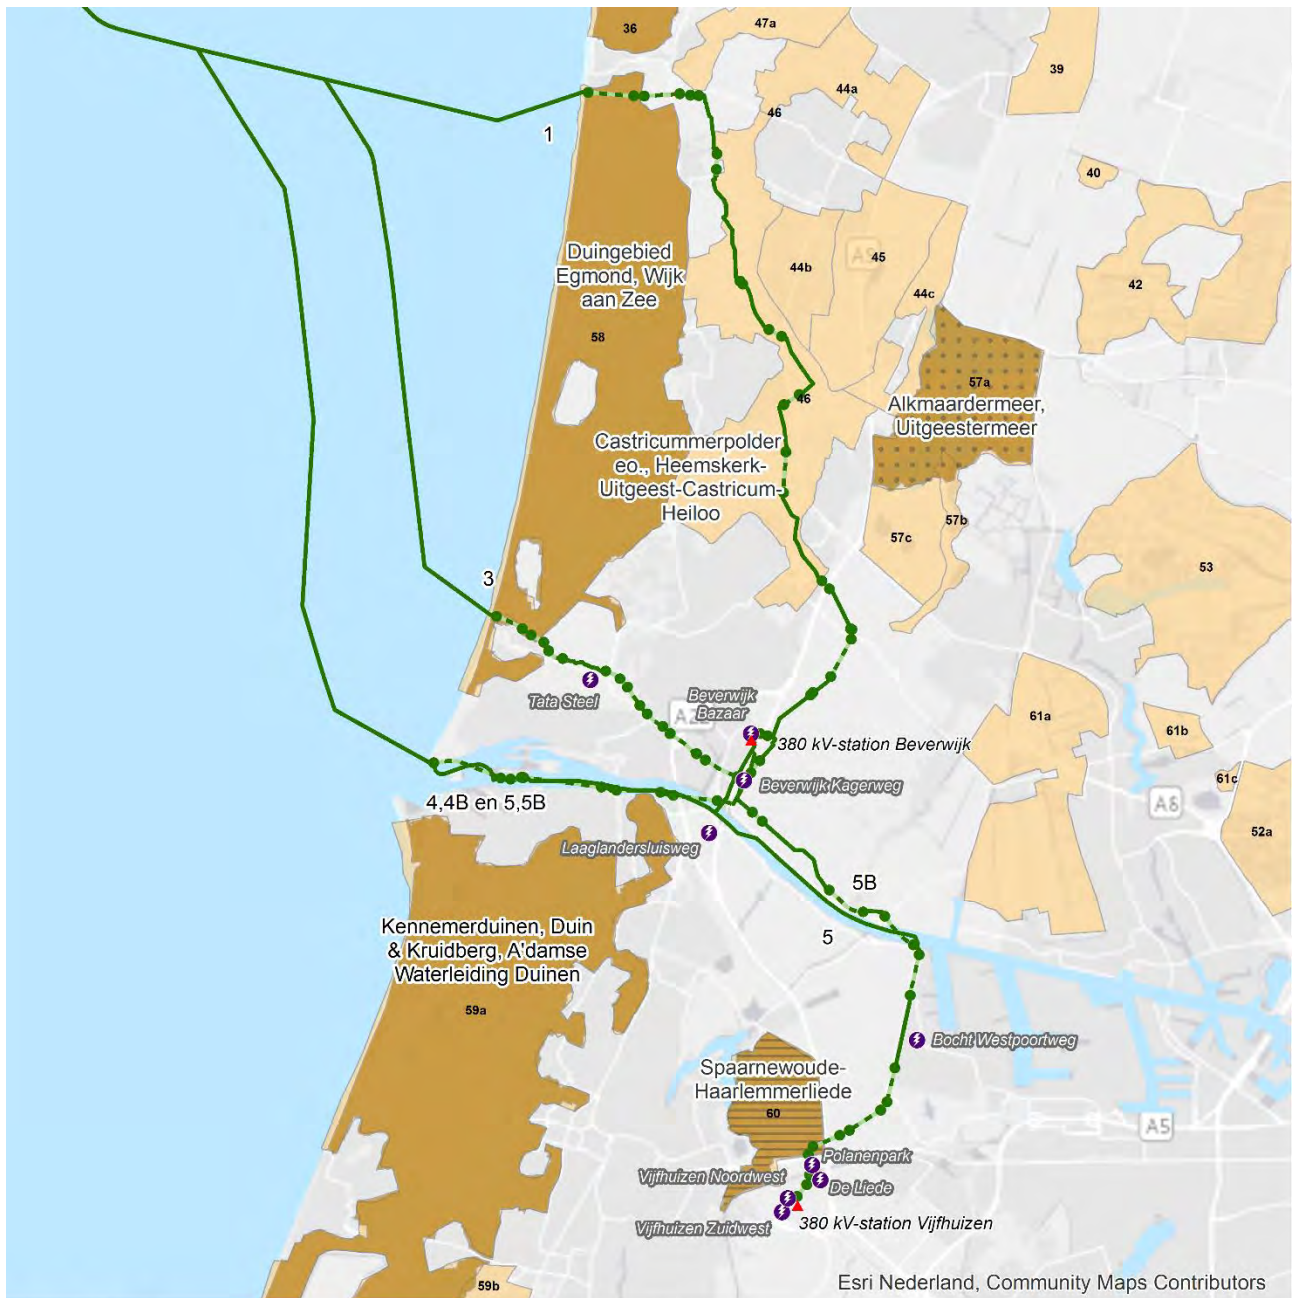 36
47a
39
44a
46
1
40
Duingebied
Egmond, Wijk
aan Zee
58
44b
A9
45
44c
42
57a
Alkmaardermeer,
Uitgeestermeer
46
Castricummerpolder
eo., Heemskerk-
Uitgeest-Castricum-
Heiloo
57b
57c
53
3
Tata Steel
Beverwijk
Bazaar
A22
380 kV-station Beverwijk
61a
61b
61c
Beverwijk Kagerweg
4,4B en 5,5B
A8
52a
Laaglandersluisweg
5B
5
Kennemerduinen, Duin
& Kruidberg, A'damse
Waterleiding Duinen
59a
Bocht Westpoortweg
Spaarnewoude-
Haarlemmerliede
60
A5
Polanenpark
Vijfhuizen Noordwest
De Liede
Vijfhuizen Zuidwest
380 kV-station Vijfhuizen
59b
Esri Nederland, Community Maps Contributors